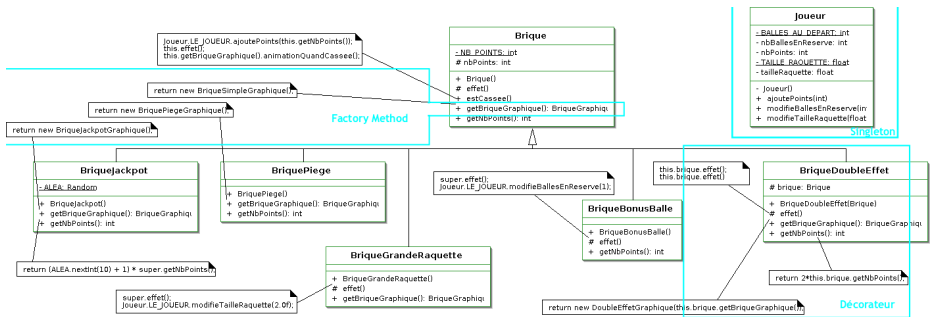 Joueur.LE_JOUEUR.ajoutePoints(this.getNbPoints());
this.effet();
this.getBriqueGraphique().animationQuandCassee();
return new BriqueSimpleGraphique();
return new BriquePiegeGraphique();
return new BriqueJackpotGraphique();
Factory Method
Brique
- NB_POINTS: int
# nbPoints: int
+ Brique()
# effet()
+ estCassee()
+ getBriqueGraphique(): BriqueGraphiqu
+ getNbPoints(): int
Joueur
- BALLES_AU_DEPART: int
- nbBallesEnReserve: int
- nbPoints: int
- TAILLE_RAQUETTE: float
- tailleRaquette: float
- Joueur()
+ ajoutePoints(int)
+ modifieBallesEnReserve(in
+ modifieTailleRaquette(float
Singleton
BriqueJackpot
- ALEA: Random
+ BriqueJackpot()
+ getBriqueGraphique(): BriqueGraphiqu
+ getNbPoints(): int
return (ALEA.nextInt(10) + 1) * super.getNbPoints();
BriquePiege
+ BriquePiege()
+ getBriqueGraphique(): BriqueGraphiqu
+ getNbPoints(): int
BriqueGrandeRaquette
+ BriqueGrandeRaquette()
# effet()
+ getBriqueGraphique(): BriqueGraphiqu
super.effet();
Joueur.LE_JOUEUR.modifieTailleRaquette(2.0f);
super.effet();
Joueur.LE_JOUEUR.modifieBallesEnReserve(1);
BriqueBonusBalle
+ BriqueBonusBalle()
# effet()
+ getNbPoints(): int
this.brique.effet();
this.brique.effet()
BriqueDoubleEffet
# brique: Brique
+ BriqueDoubleEffet(Brique)
# effet()
+ getBriqueGraphique(): BriqueGraphiqu
+ getNbPoints(): int
return 2*this.brique.getNbPoints();
return new DoubleEffetGraphique(this.brique.getBriqueGraphique());
Décorateur